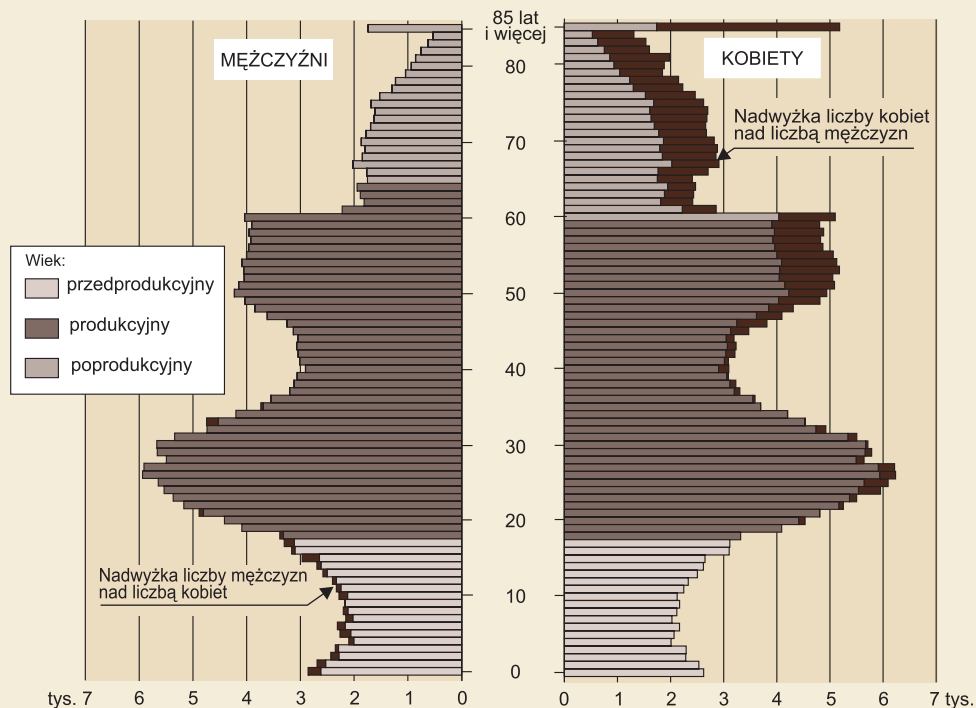 85 lat
i więcej
MĘŻCZYŹNI
KOBIETY
80
Nadwyżka liczby kobiet
nad liczbą mężczyzn
70
60
Wiek:
przedprodukcyjny
produkcyjny
poprodukcyjny
50
40
30
20
Nadwyżka liczby mężczyzn
nad liczbą kobiet
10
0
tys. 7 6 5 4 3 2 1 0
0 1 2 3 4 5 6 7 tys.